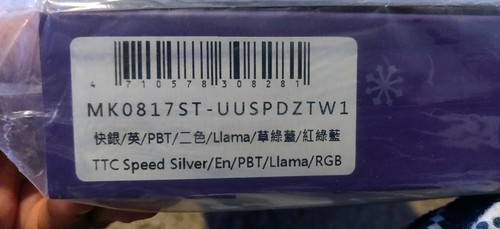 4 710578 308281
MK0817ST-UUSPDZTW1
快銀/英/PBT/二色/Llama/草綠蓋/紅綠藍
TTC Speed Silver/En/PBT/Llama/RGB